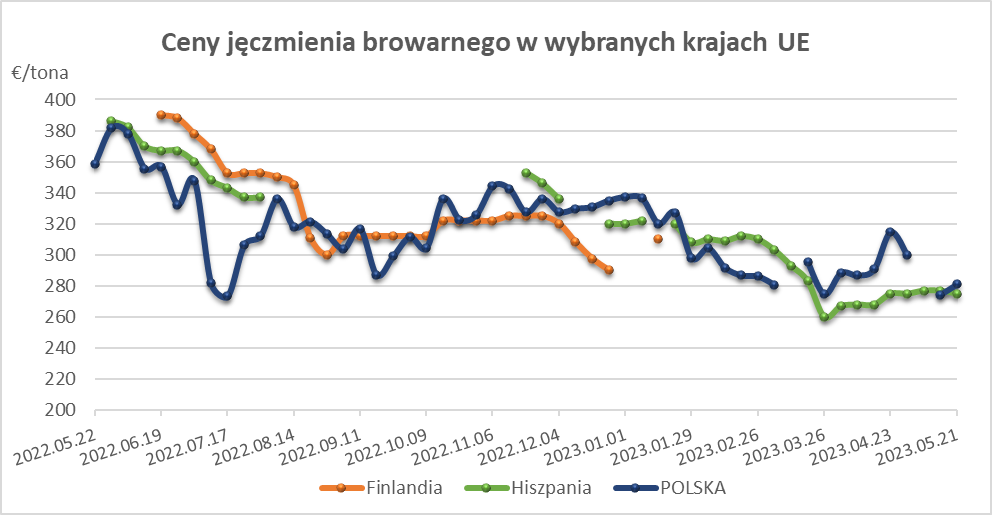 Ceny jęczmienia browarnego w wybranych krajach UE
€/tona
400
380
360
340
320
300
280
260
240
220
200
2022.05.22 2022.06.19 2022.07.17 2022.08.14 2022.09.11 2022.10.09 2022.11.06 2022.12.04 2023.01.01 2023.01.29 2023.02.26 2023.03.26 2023.04.23 2023.05.21
Finlandia Hiszpania POLSKA